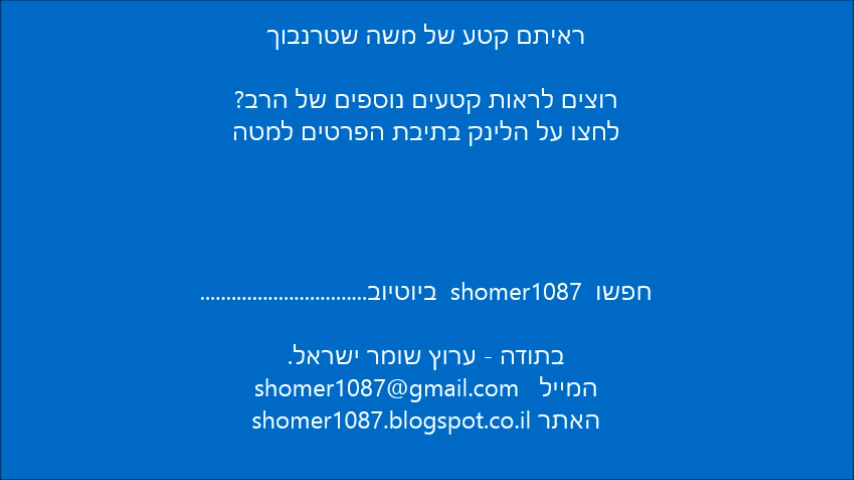 ראיתם קטע של משה שטרנבוך
רוצים לראות קטעים נוספים של הרב?
לחצו על הלינק בתיבת הפרטים למטה
חפשו shomer1087 ביוטיוב................................
בתודה - ערוץ שומר ישראל.
המייל shomer1087@gmail.com
האתר shomer1087.blogspot.co.il